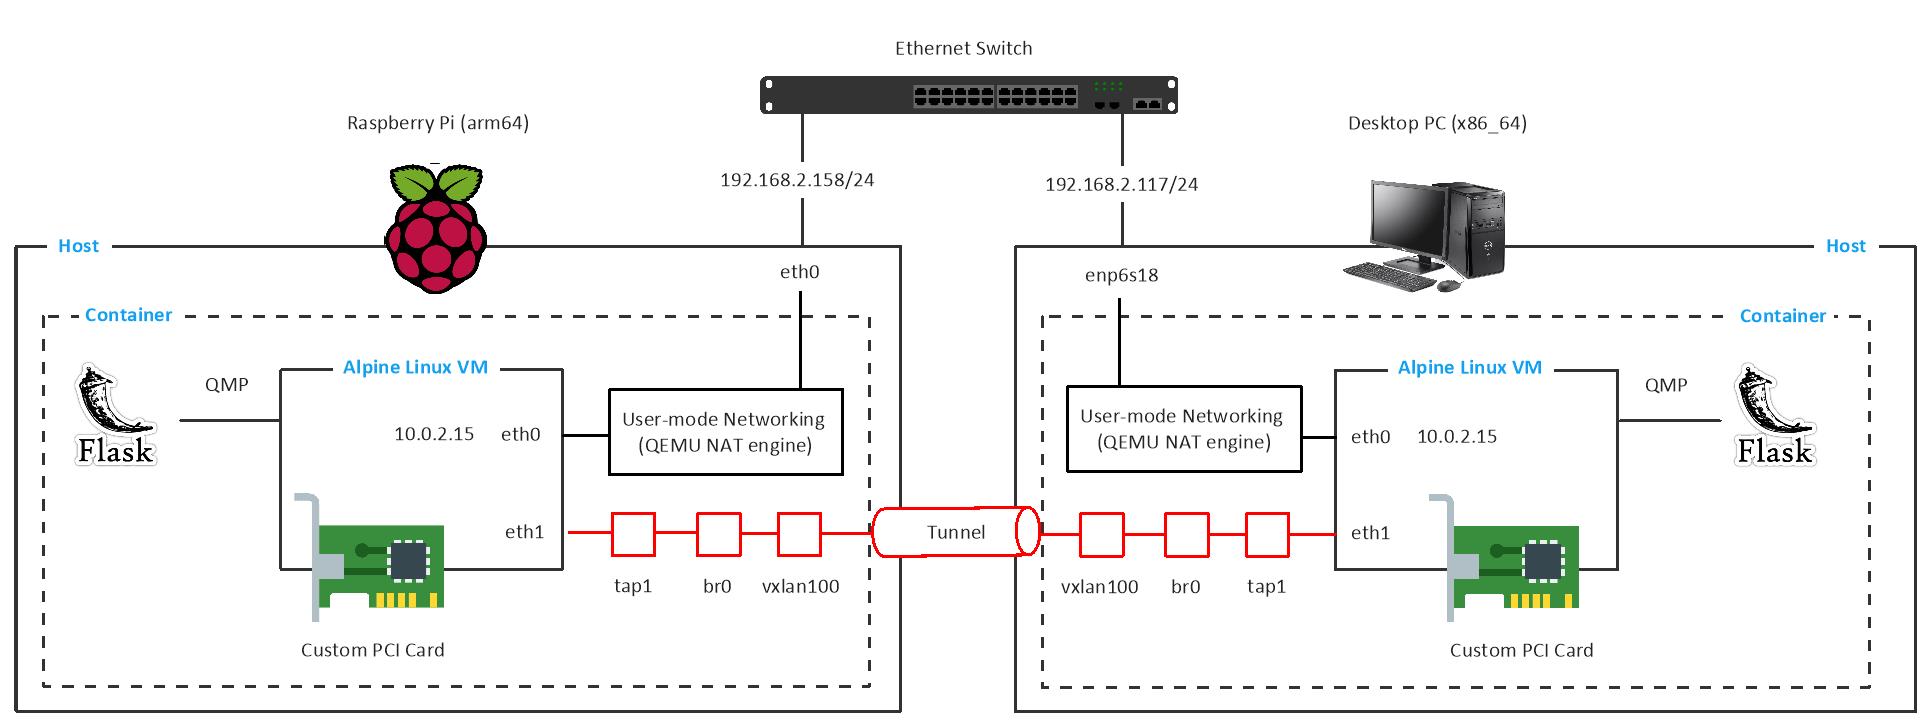 Ethernet Switch
Raspberry Pi (arm64)
Desktop PC (x86_64)
192.168.2.158/24
192.168.2.117/24
Host
Host
eth0
enp6s18
Container
Container
Alpine Linux VM
Alpine Linux VM
QMP
QMP
Flask
Flask
10.0.2.15 eth0
User-mode Networking
(QEMU NAT engine)
User-mode Networking
(QEMU NAT engine)
eth0 10.0.2.15
eth1
Tunnel
eth1
tap1
br0
vxlan100
vxlan100
br0
tap1
Custom PCI Card
Custom PCI Card